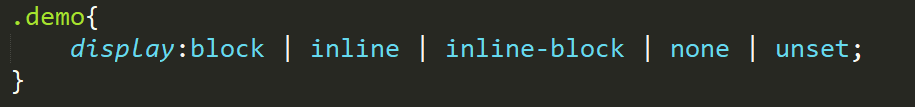 .demo{
    display:block | inline | inline-block | none | unset;
}